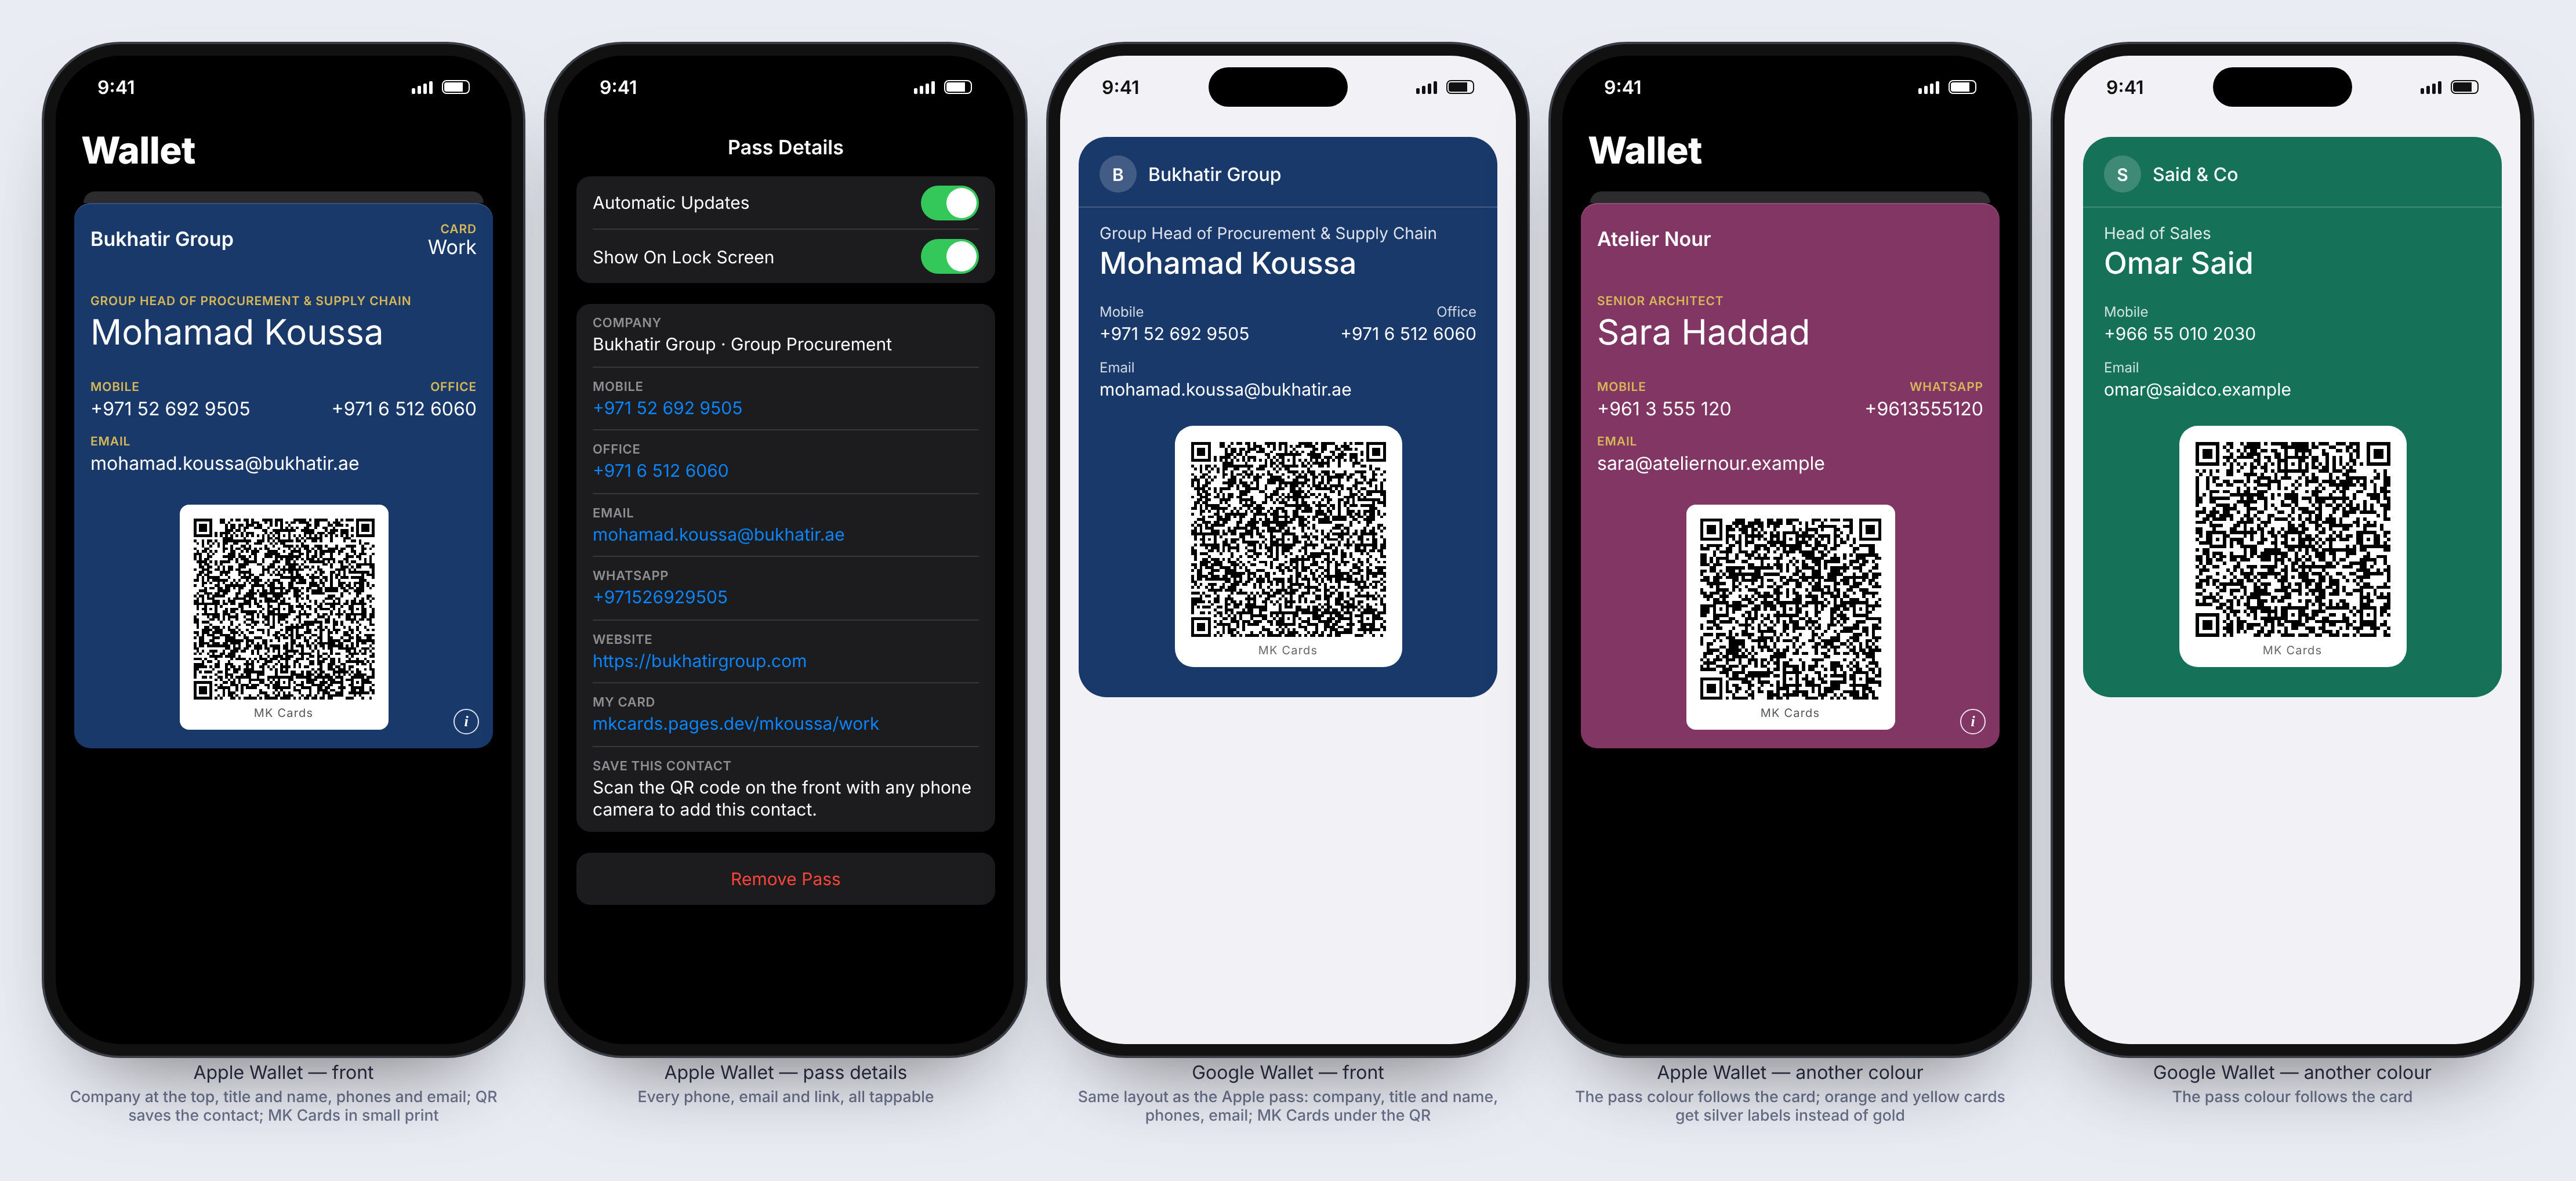 9:41
Wallet
Bukhatir Group
CARD
Work
GROUP HEAD OF PROCUREMENT & SUPPLY CHAIN
Mohamad Koussa
MOBILE OFFICE
+971 52 692 9505 +971 6 512 6060
EMAIL
mohamad.koussa@bukhatir.ae
MK Cards
i
Apple Wallet — front
Company at the top, title and name, phones and email; QR
saves the contact; MK Cards in small print
9:41
Pass Details
Automatic Updates
Show On Lock Screen
COMPANY
Bukhatir Group · Group Procurement
MOBILE
+971 52 692 9505
OFFICE
+971 6 512 6060
EMAIL
mohamad.koussa@bukhatir.ae
WHATSAPP
+971526929505
WEBSITE
https://bukhatirgroup.com
MY CARD
mkcards.pages.dev/mkoussa/work
SAVE THIS CONTACT
Scan the QR code on the front with any phone
camera to add this contact.
Remove Pass
Apple Wallet — pass details
Every phone, email and link, all tappable
9:41
B Bukhatir Group
Group Head of Procurement & Supply Chain
Mohamad Koussa
Mobile Office
+971 52 692 9505 +971 6 512 6060
Email
mohamad.koussa@bukhatir.ae
MK Cards
Google Wallet — front
Same layout as the Apple pass: company, title and name,
phones, email; MK Cards under the QR
9:41
Wallet
Atelier Nour
SENIOR ARCHITECT
Sara Haddad
MOBILE WHATSAPP
+961 3 555 120 +9613555120
EMAIL
sara@ateliernour.example
MK Cards
i
Apple Wallet — another colour
The pass colour follows the card; orange and yellow cards
get silver labels instead of gold
9:41
S Said & Co
Head of Sales
Omar Said
Mobile
+966 55 010 2030
Email
omar@saidco.example
MK Cards
Google Wallet — another colour
The pass colour follows the card